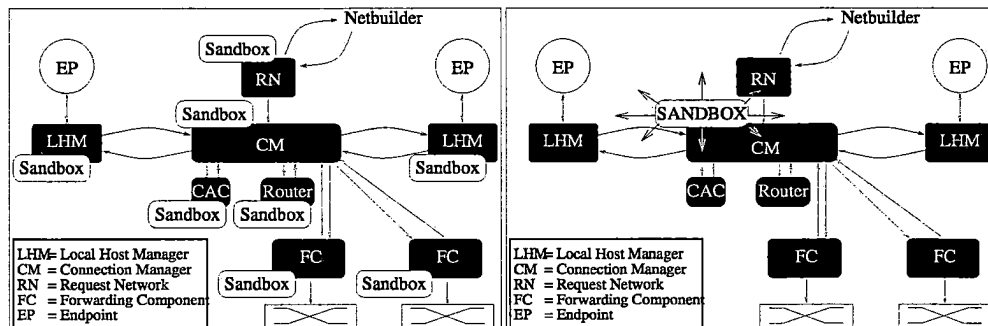 Netbuilder
Sandbox
EP
RN
EP
Sandbox
LHM
CM
LHM
Sandbox
Sandbox
CAC
Router
Sandbox
Sandbox
FC
FC
Sandbox
Sandbox
LHM= Local Host Manager
CM = Connection Manager
RN = Request Network
FC = Forwarding Component
EP = Endpoint
Netbuilder
EP
RN
EP
SANDBOX
LHM
CM
LHM
CAC
Router
FC
FC
LHM= Local Host Manager
CM = Connection Manager
RN = Request Network
FC = Forwarding Component
EP = Endpoint